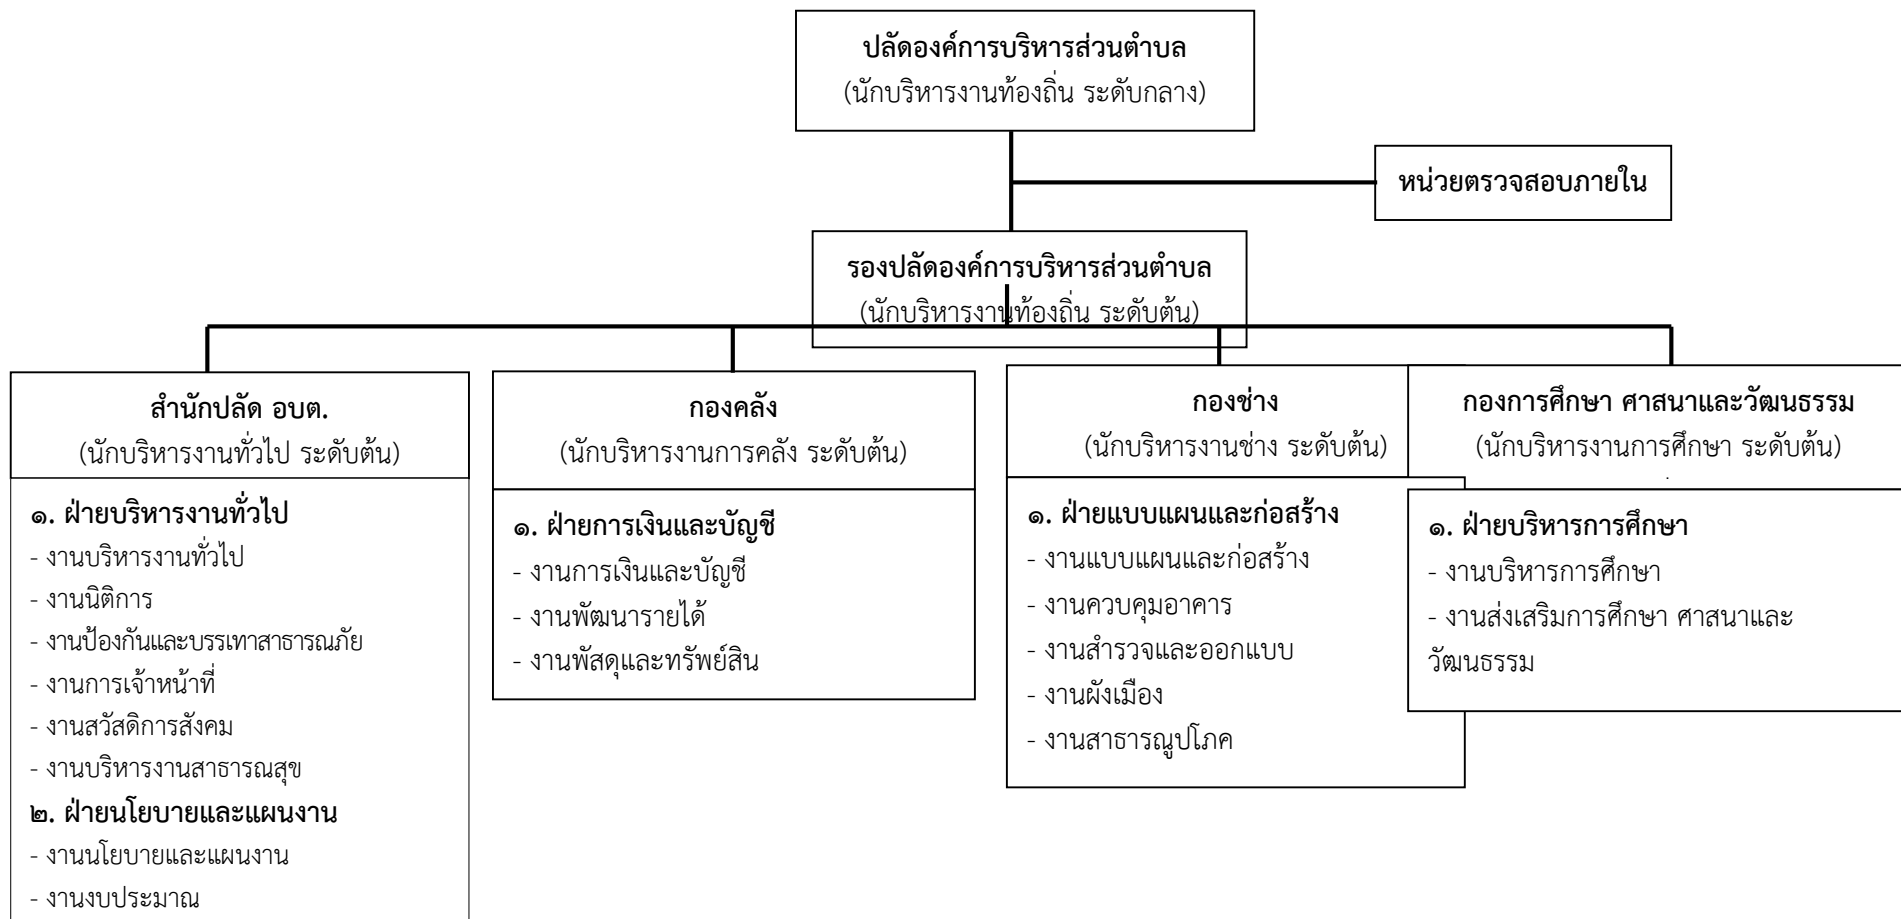 ปลัดองค์การบริหารส่วนตำบล
(นักบริหารงานท้องถิ่น ระดับกลาง)
หน่วยตรวจสอบภายใน
รองปลัดองค์การบริหารส่วนตำบล
(นักบริหารงานท้องถิ่น ระดับต้น)
สำนักปลัด อบต.
(นักบริหารงานทั่วไป ระดับต้น)
๑. ฝ่ายบริหารงานทั่วไป
- งานบริหารงานทั่วไป
- งานนิติการ
- งานป้องกันและบรรเทาสาธารณภัย
- งานการเจ้าหน้าที่
- งานสวัสดิการสังคม
- งานบริหารงานสาธารณสุข
๒. ฝ่ายนโยบายและแผนงาน
- งานนโยบายและแผนงาน
- งานงบประมาณ
กองคลัง
(นักบริหารงานการคลัง ระดับต้น)
๑. ฝ่ายการเงินและบัญชี
- งานการเงินและบัญชี
- งานพัฒนารายได้
- งานพัสดุและทรัพย์สิน
กองช่าง
(นักบริหารงานช่าง ระดับต้น)
๑. ฝ่ายแบบแผนและก่อสร้าง
- งานแบบแผนและก่อสร้าง
- งานควบคุมอาคาร
- งานสำรวจและออกแบบ
- งานผังเมือง
- งานสาธารณูปโภค
กองการศึกษา ศาสนาและวัฒนธรรม
(นักบริหารงานการศึกษา ระดับต้น)
๑. ฝ่ายบริหารการศึกษา
- งานบริหารการศึกษา
- งานส่งเสริมการศึกษา ศาสนาและ
วัฒนธรรม